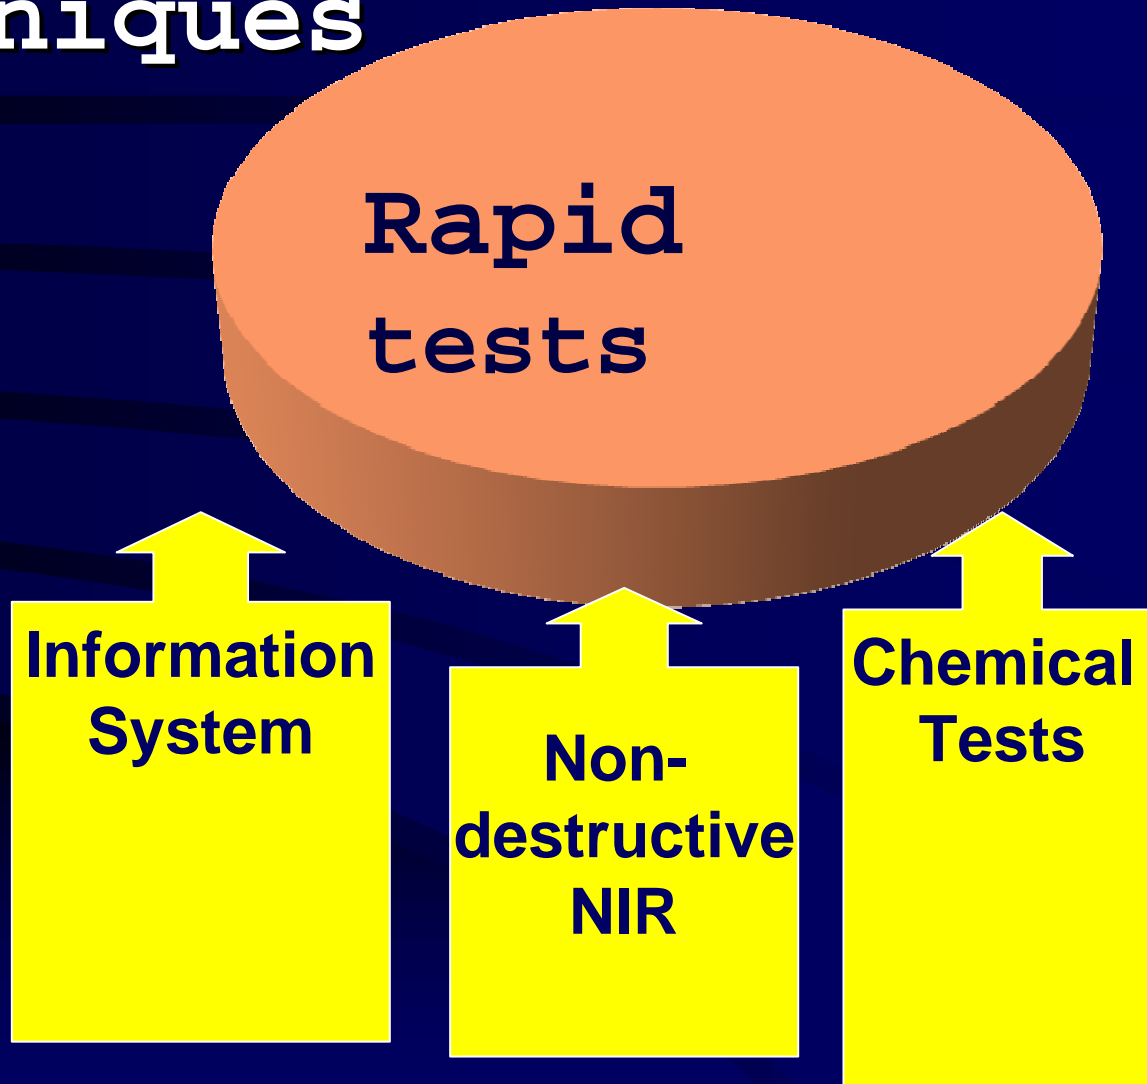 niques
Rapid
tests
Information
System
Non-
destructive
NIR
Chemical
Tests